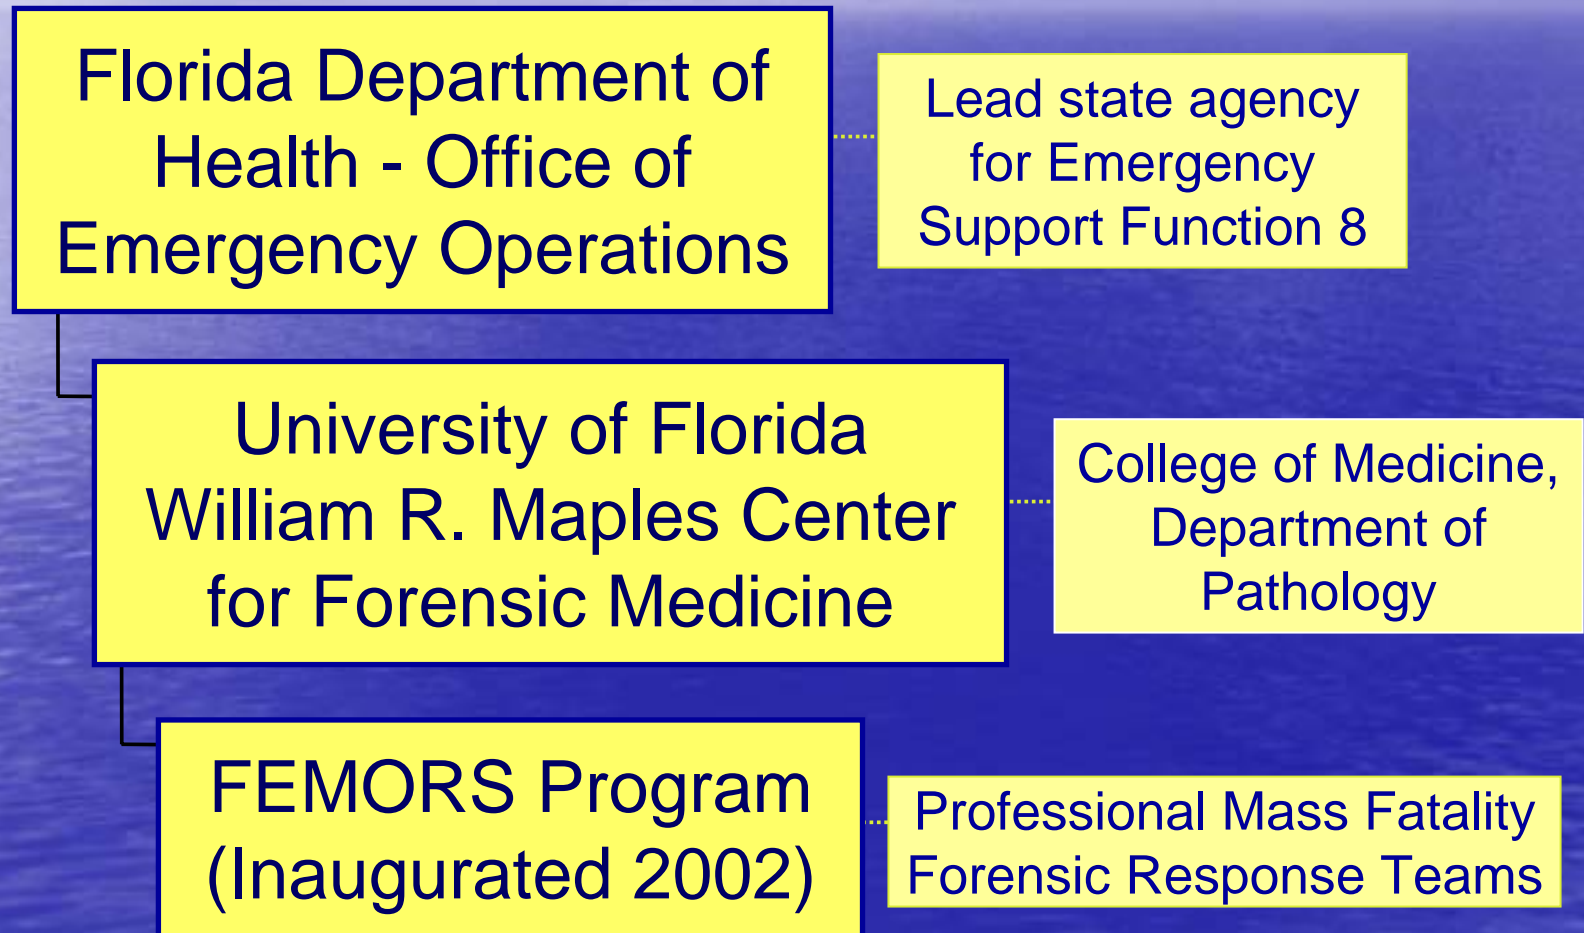 Florida Department of
Health - Office of
Emergency Operations
Lead state agency
for Emergency
Support Function 8
University of Florida
William R. Maples Center
for Forensic Medicine
College of Medicine,
Department of
Pathology
FEMORS Program
(Inaugurated 2002)
Professional Mass Fatality
Forensic Response Teams